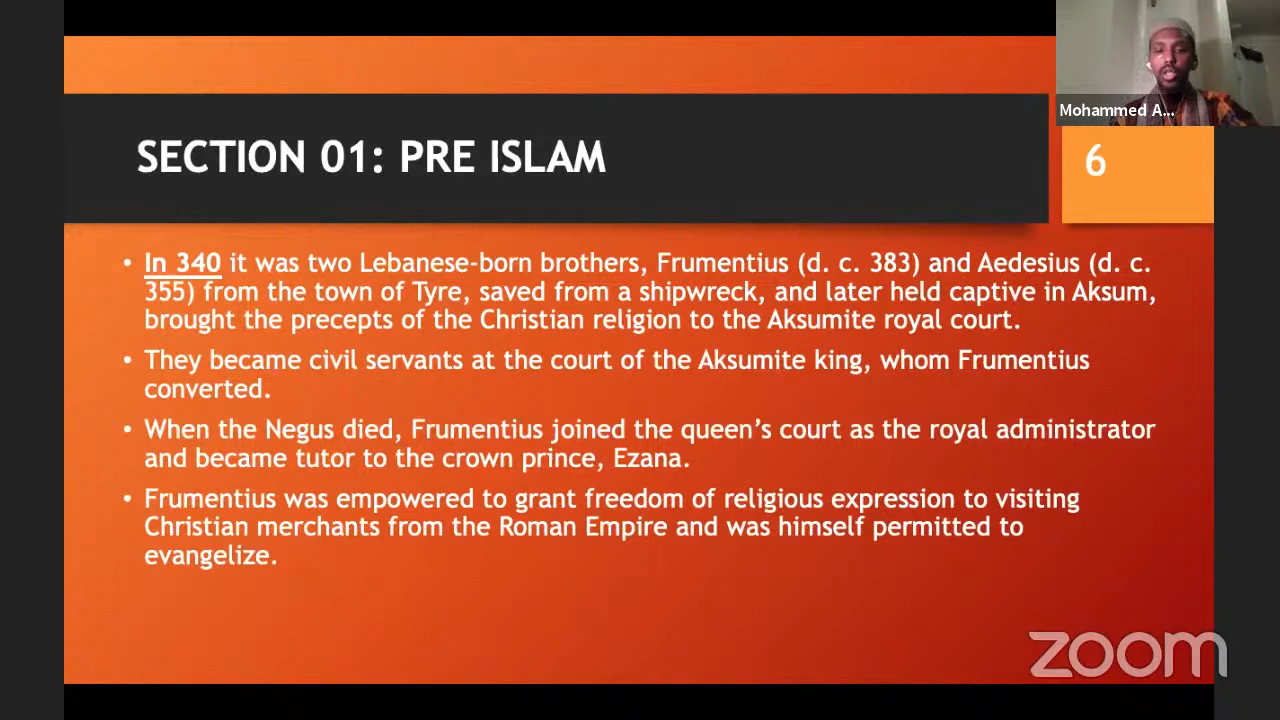 Mohammed A...
SECTION 01: PRE ISLAM
6
• In 340 it was two Lebanese-born brothers, Frumentius (d. c. 383) and Aedesius (d. c.
355) from the town of Tyre, saved from a shipwreck, and later held captive in Aksum,
brought the precepts of the Christian religion to the Aksumite royal court.
• They became civil servants at the court of the Aksumite king, whom Frumentius
converted.
• When the Negus died, Frumentius joined the queen’s court as the royal administrator
and became tutor to the crown prince, Ezana.
• Frumentius was empowered to grant freedom of religious expression to visiting
Christian merchants from the Roman Empire and was himself permitted to
evangelize.
zoom